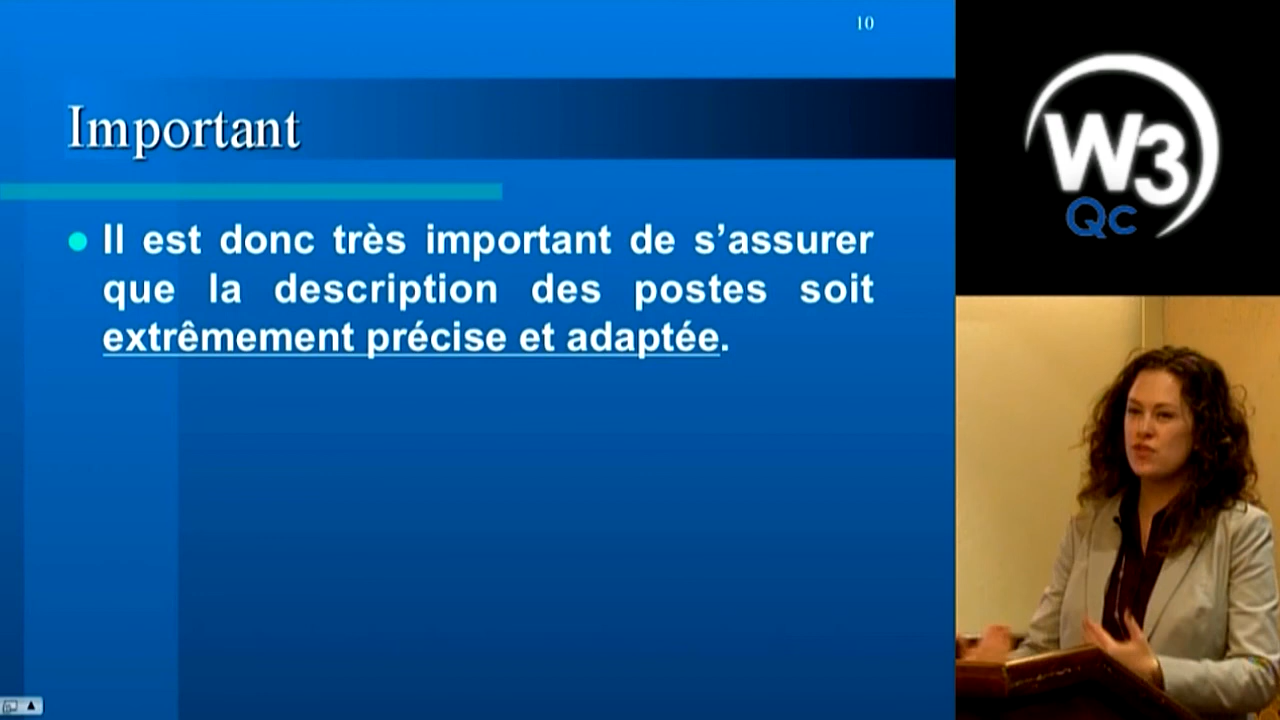 10
Important
Il est donc très important de s’assurer
que la description des postes soit
extrêmement précise et adaptée.
W3
Qc